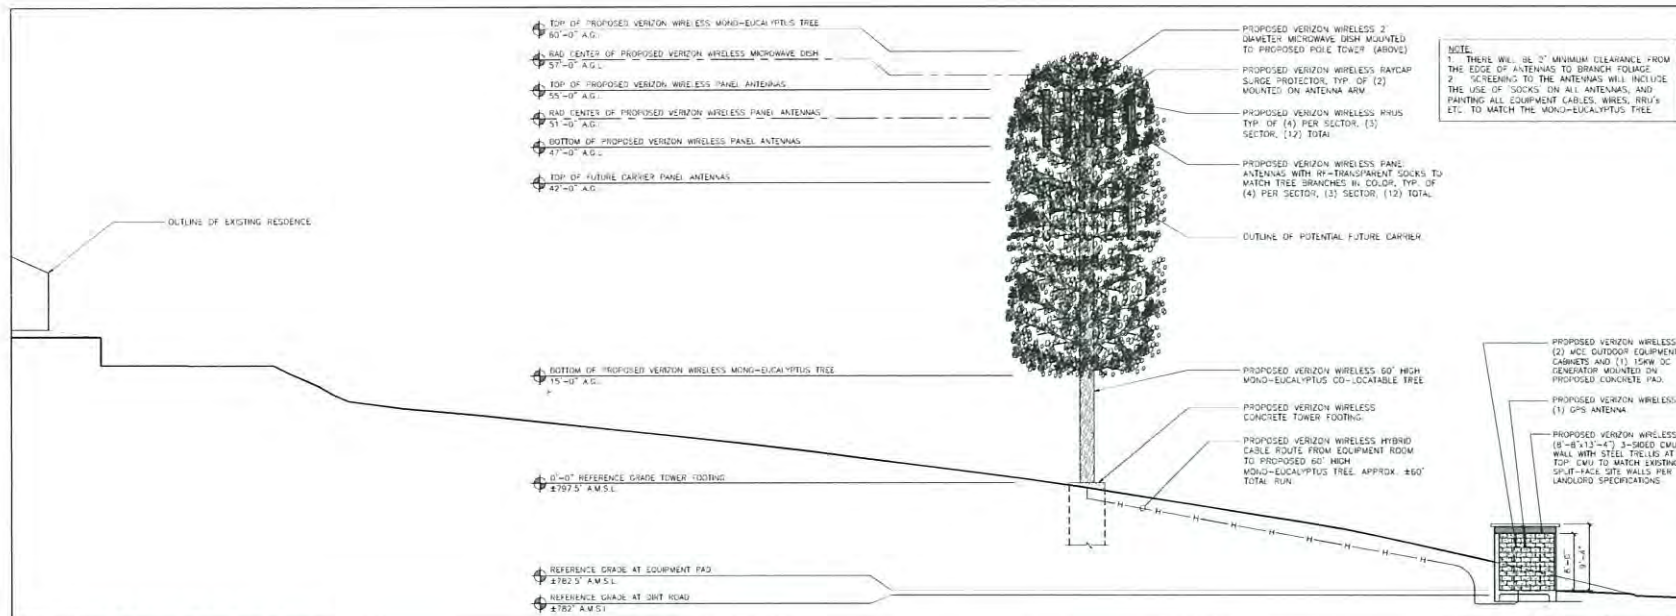 TOP OF PROPOSED VERIZON WIRELESS MONO-EUCALYPTUS TREE
60'-0" A.G.
RAD CENTER OF PROPOSED VERIZON WIRELESS MICROWAVE DISH
57'-0" A.G.L.
TOP OF PROPOSED VERIZON WIRELESS PANEL ANTENNAS
55'-0" A.G.
RAD CENTER OF PROPOSED VERIZON WIRELESS PANEL ANTENNAS
51'-0" A.G.
BOTTOM OF PROPOSED VERIZON WIRELESS PANEL ANTENNAS
47'-0" A.G.L.
TOP OF FUTURE CARRIER PANEL ANTENNAS
42'-0" A.G.
OUTLINE OF EXISTING RESIDENCE
BOTTOM OF PROPOSED VERIZON WIRELESS MONO-EUCALYPTUS TREE
15'-0" A.G.
0'-0" REFERENCE GRADE TOWER FOOTING
±797.5' A.M.S.L.
REFERENCE GRADE AT EQUIPMENT PAD
±782.5' A.M.S.L.
REFERENCE GRADE AT DIRT ROAD
±782' A.M.S.L
PROPOSED VERIZON WIRELESS 2'
DIAMETER MICROWAVE DISH MOUNTED
TO PROPOSED POLE TOWER (ABOVE)
PROPOSED VERIZON WIRELESS RAYCAP
SURGE PROTECTOR, TYP. OF (2)
MOUNTED ON ANTENNA ARM
PROPOSED VERIZON WIRELESS RRUS
TYP. OF (4) PER SECTOR, (3)
SECTOR, (12) TOTAL
PROPOSED VERIZON WIRELESS PANEL
ANTENNAS WITH RF-TRANSPARENT SOCKS TO
MATCH TREE BRANCHES IN COLOR, TYP. OF
(4) PER SECTOR, (3) SECTOR, (12) TOTAL
OUTLINE OF POTENTIAL FUTURE CARRIER
PROPOSED VERIZON WIRELESS 60' HIGH
MONO-EUCALYPTUS CO-LOCATABLE TREE
PROPOSED VERIZON WIRELESS
CONCRETE TOWER FOOTING
PROPOSED VERIZON WIRELESS HYBRID
CABLE ROUTE FROM EQUIPMENT ROOM
TO PROPOSED 60' HIGH
MONO-EUCALYPTUS TREE. APPROX. ±60'
TOTAL RUN
H H H H H H H H
NOTE:
1. THERE WILL BE 2' MINIMUM CLEARANCE FROM
THE EDGE OF ANTENNAS TO BRANCH FOLIAGE
2. SCREENING TO THE ANTENNAS WILL INCLUDE
THE USE OF "SOCKS" ON ALL ANTENNAS, AND
PAINTING ALL EQUIPMENT CABLES, WIRES, RRU's
ETC. TO MATCH THE MONO-EUCALYPTUS TREE
PROPOSED VERIZON WIRELESS
(2) MCE OUTDOOR EQUIPMENT
CABINETS AND (1) 15KW DC
GENERATOR MOUNTED ON
PROPOSED CONCRETE PAD.
PROPOSED VERIZON WIRELESS
(1) GPS ANTENNA
PROPOSED VERIZON WIRELESS
(8'-8"x13'-4") 3-SIDED CMU
WALL WITH STEEL TRELLIS AT
TOP. CMU TO MATCH EXISTING
SPLIT-FACE SITE WALLS PER
LANDLORD SPECIFICATIONS
8'-0"
9'-4"